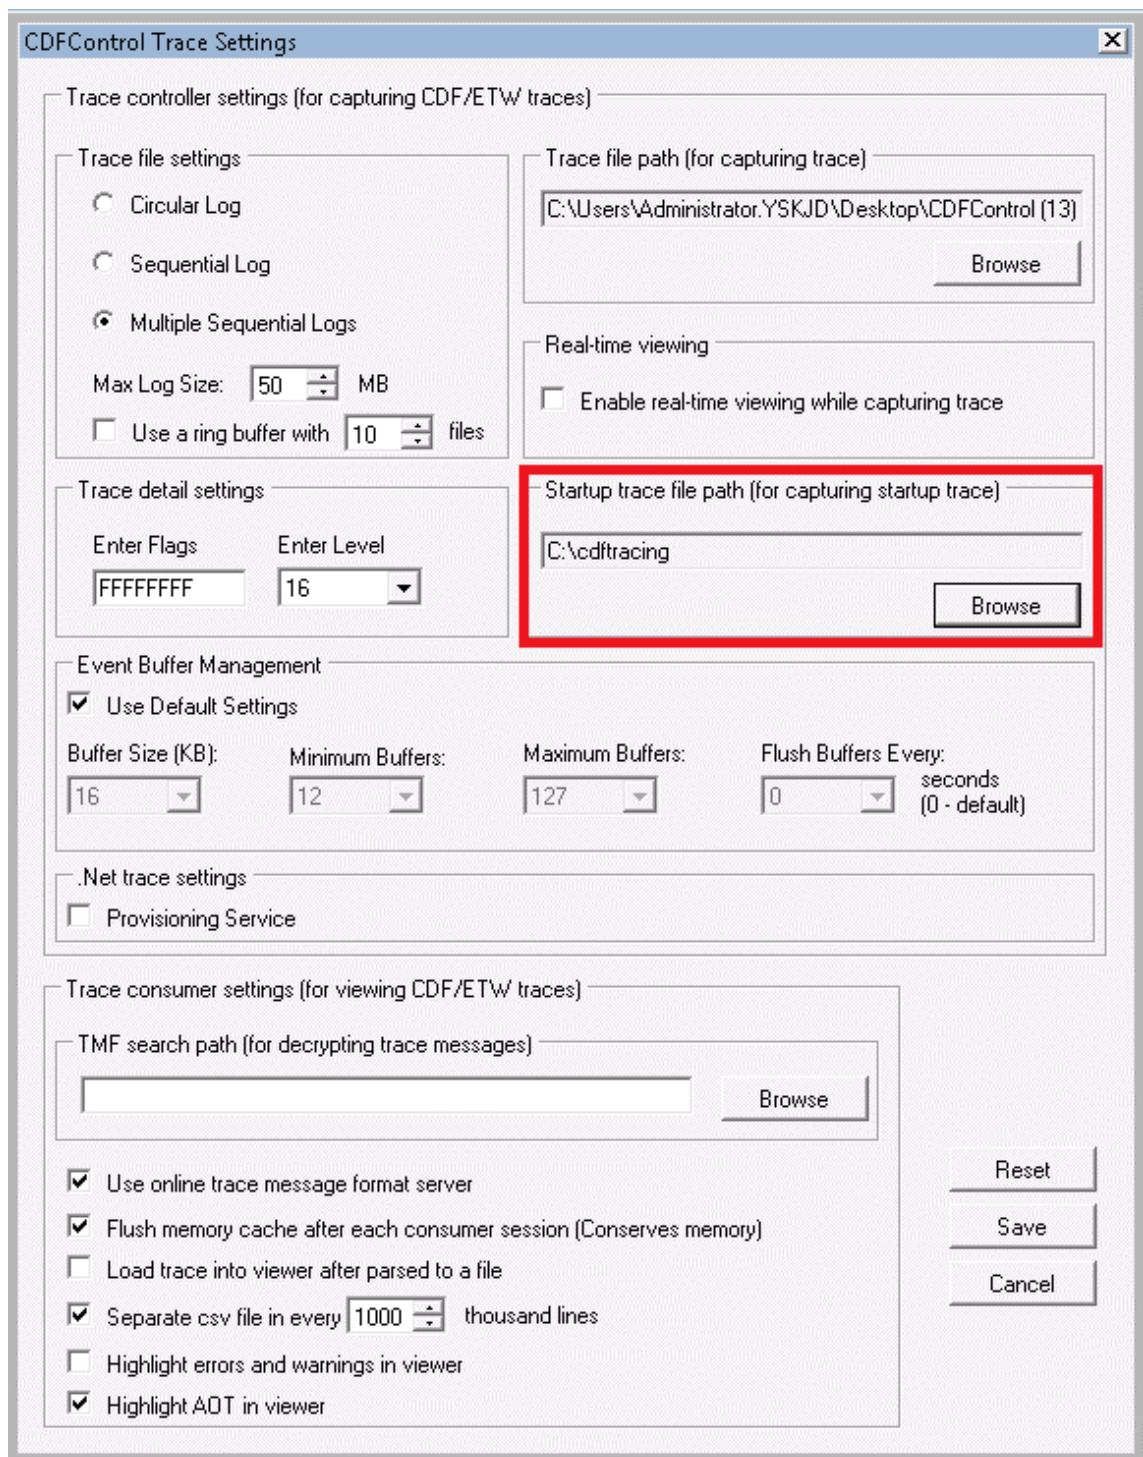 CDFControl Trace Settings
Trace controller settings (for capturing CDF/ETW traces)
Trace file settings
Circular Log
Sequential Log
Multiple Sequential Logs
Max Log Size: 50 MB
Use a ring buffer with 10 files
Trace file path (for capturing trace)
C:\Users\Administrator.YSKJD\Desktop\CDFControl (13)
Browse
Real-time viewing
Enable real-time viewing while capturing trace
Trace detail settings
Enter Flags Enter Level
FFFFFFFF 16
Startup trace file path (for capturing startup trace)
C:\cdftracing
Browse
Event Buffer Management
Use Default Settings
Buffer Size (KB): Minimum Buffers: Maximum Buffers: Flush Buffers Every:
16 12 127 0 seconds
(0 - default)
.Net trace settings
Provisioning Service
Trace consumer settings (for viewing CDF/ETW traces)
TMF search path (for decrypting trace messages)
Browse
Use online trace message format server
Flush memory cache after each consumer session (Conserves memory)
Load trace into viewer after parsed to a file
Separate csv file in every 1000 thousand lines
Highlight errors and warnings in viewer
Highlight AOT in viewer
Reset
Save
Cancel